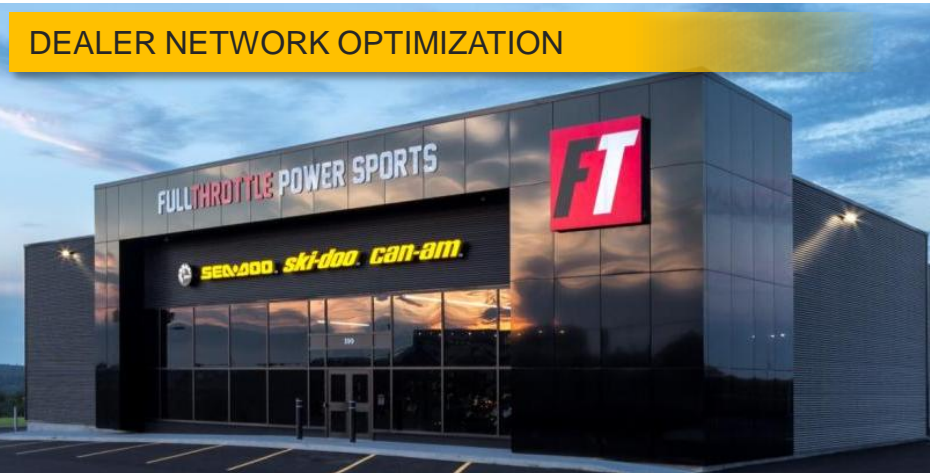 DEALER NETWORK OPTIMIZATION
FULLTHROTTLE POWER SPORTS
FT
SEA-DOO. ski-doo. can-am.